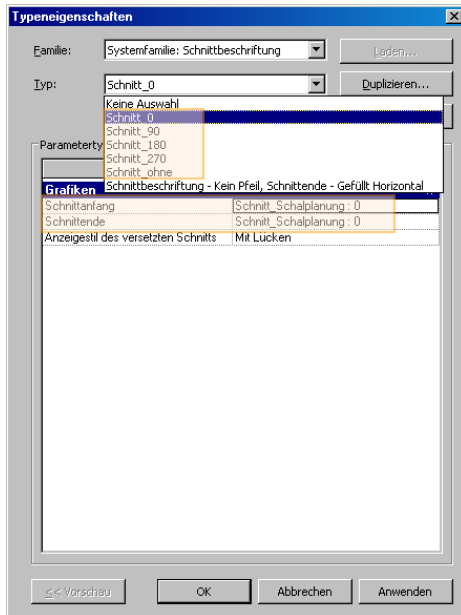 Typeneigenschaften
Familie: Systemfamilie: Schnittbeschriftung Laden...
Typ: Schnitt_0 Duplizieren...
Keine Auswahl
Schnitt_0
Schnitt_90
Schnitt_180
Schnitt_270
Schnitt_ohne
Schnittbeschriftung - Kein Pfeil, Schnittende - Gefüllt Horizontal
Parameterty
Grafiken
Schnittanfang Schnitt_Schalplanung : 0
Schnittende Schnitt_Schalplanung : 0
Anzeigestil des versetzten Schnitts Mit Lücken
<< Vorschau OK Abbrechen Anwenden